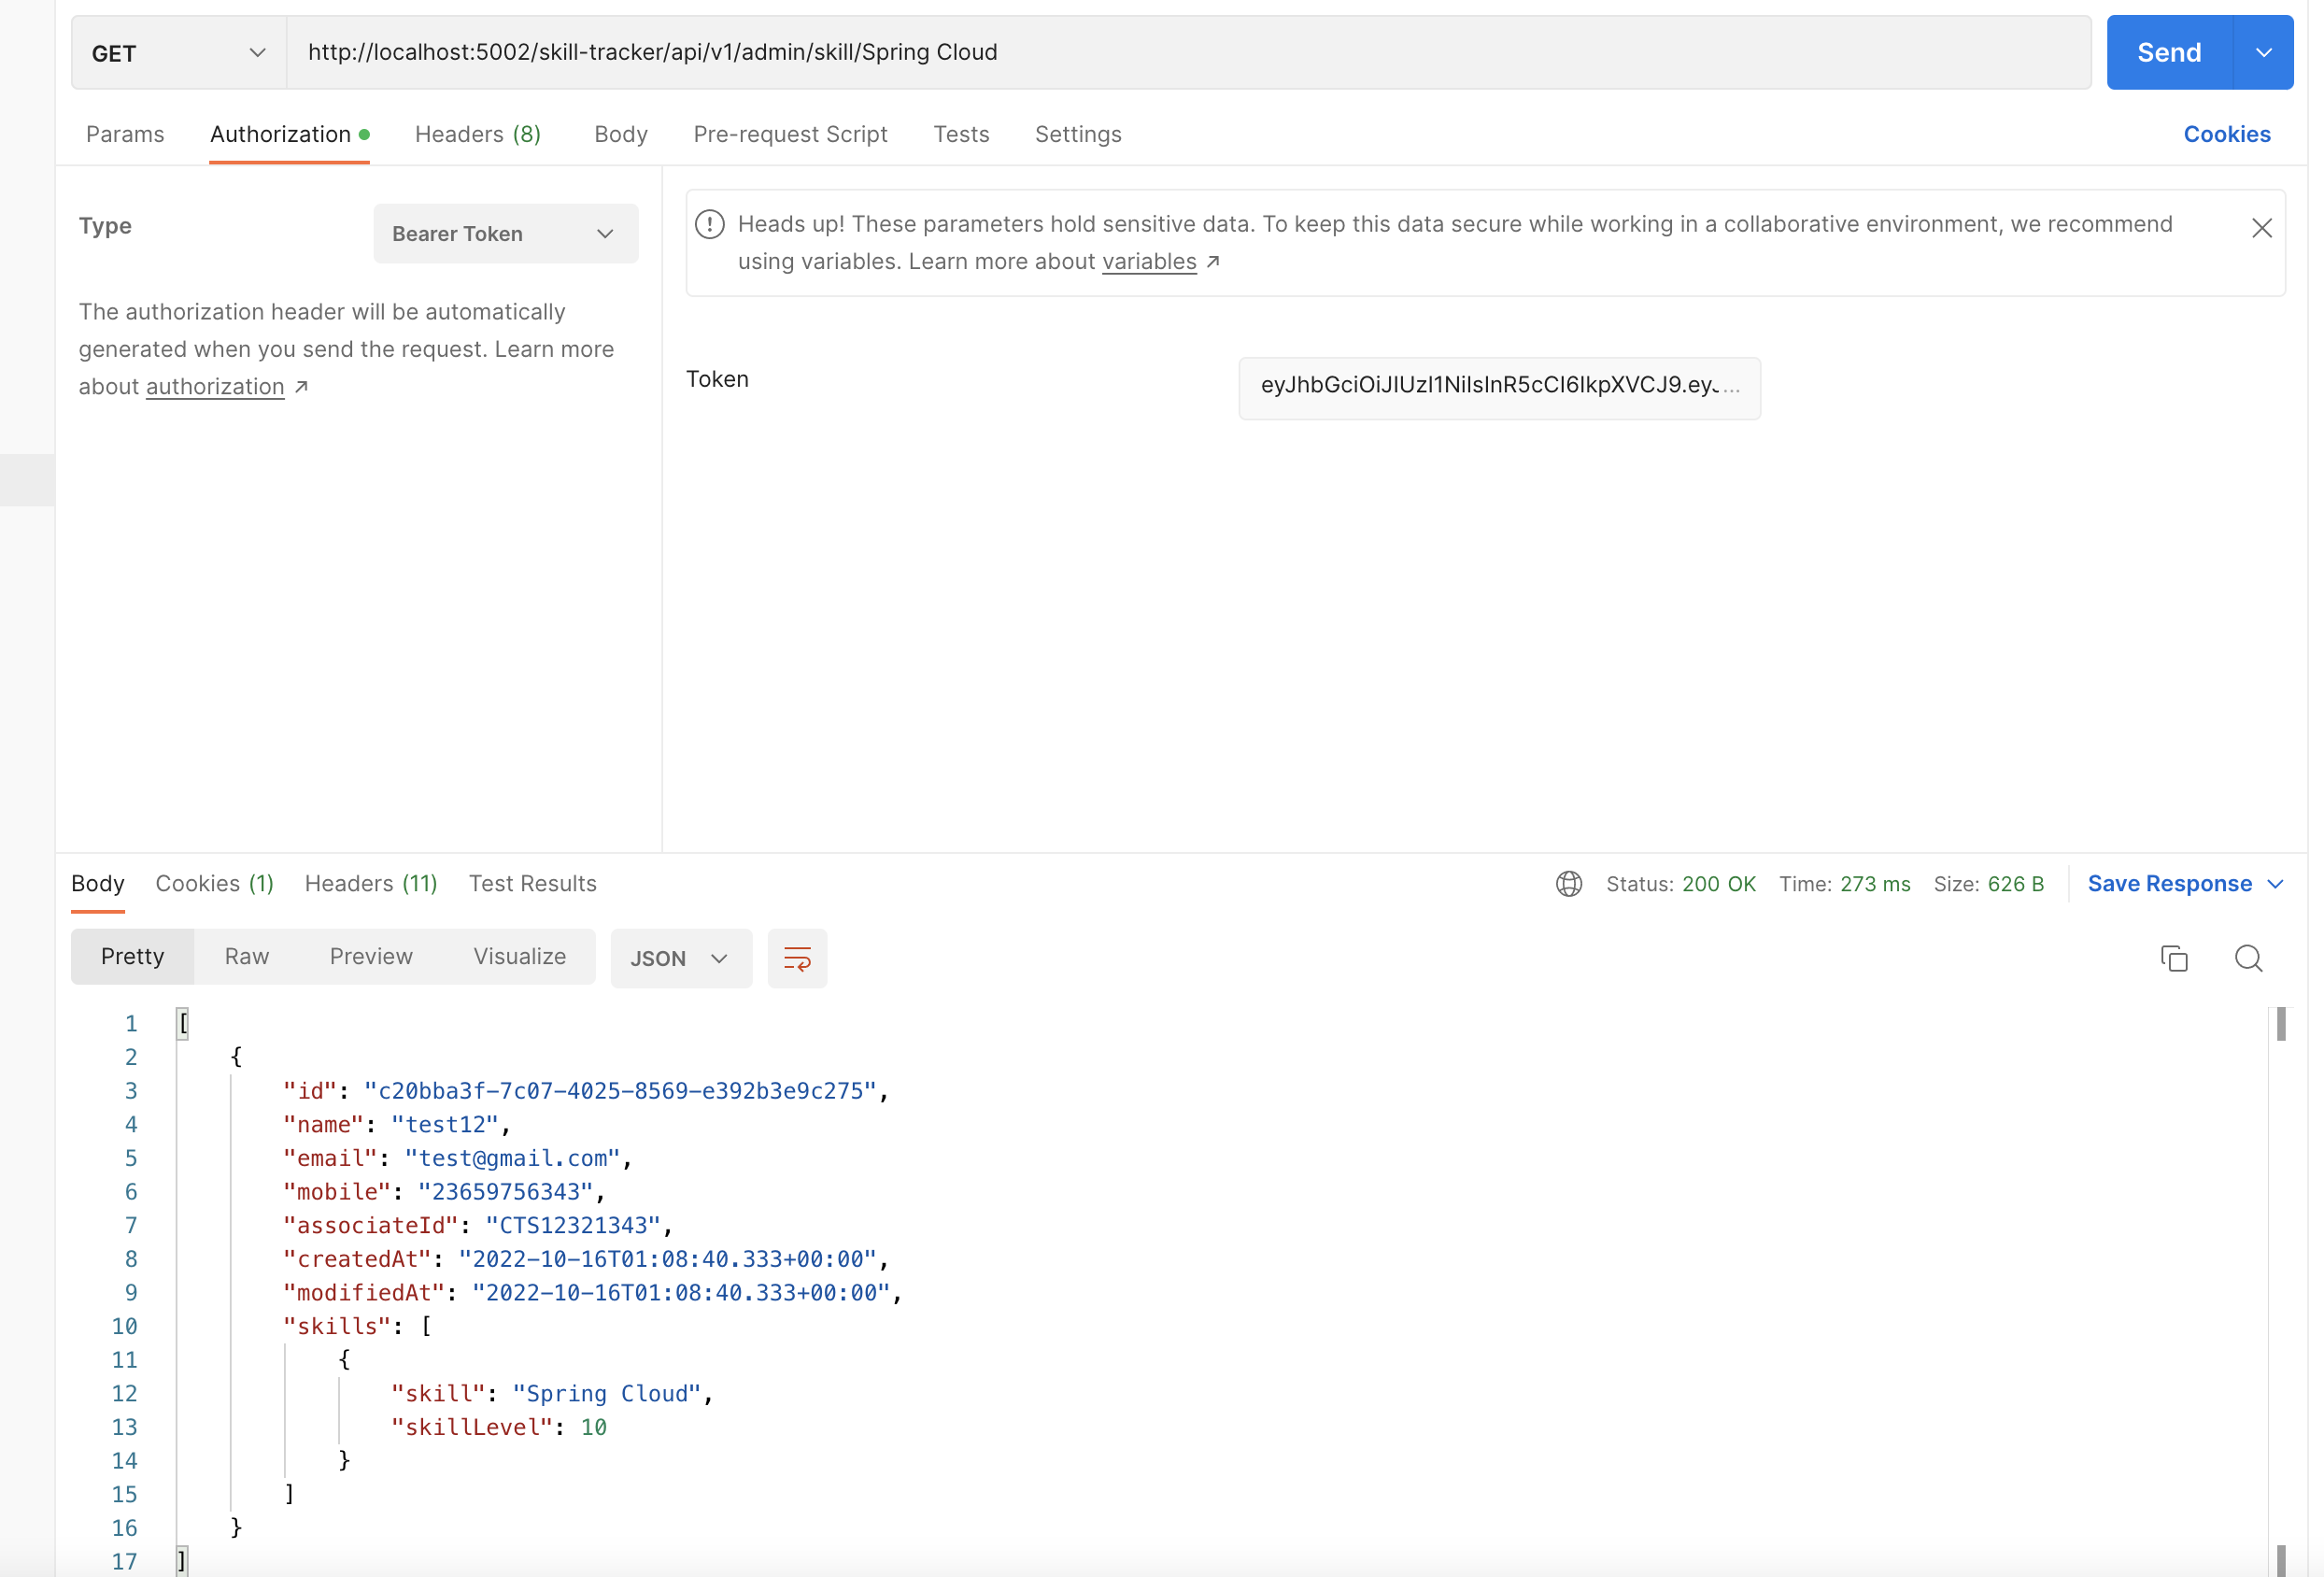 GET http://localhost:5002/skill-tracker/api/v1/admin/skill/Spring Cloud Send
Params Authorization Headers (8) Body Pre-request Script Tests Settings Cookies
Type Bearer Token
The authorization header will be automatically
generated when you send the request. Learn more
about authorization ↗
Heads up! These parameters hold sensitive data. To keep this data secure while working in a collaborative environment, we recommend
using variables. Learn more about variables ↗
Token eyJhbGciOiJIUzI1NiIsInR5cCI6IkpXVCJ9.eyJ...
Body Cookies (1) Headers (11) Test Results Status: 200 OK Time: 273 ms Size: 626 B Save Response
Pretty Raw Preview Visualize JSON
1 [
2 {
3 "id": "c20bba3f-7c07-4025-8569-e392b3e9c275",
4 "name": "test12",
5 "email": "test@gmail.com",
6 "mobile": "23659756343",
7 "associateId": "CTS12321343",
8 "createdAt": "2022-10-16T01:08:40.333+00:00",
9 "modifiedAt": "2022-10-16T01:08:40.333+00:00",
10 "skills": [
11 {
12 "skill": "Spring Cloud",
13 "skillLevel": 10
14 }
15 ]
16 }
17 ]